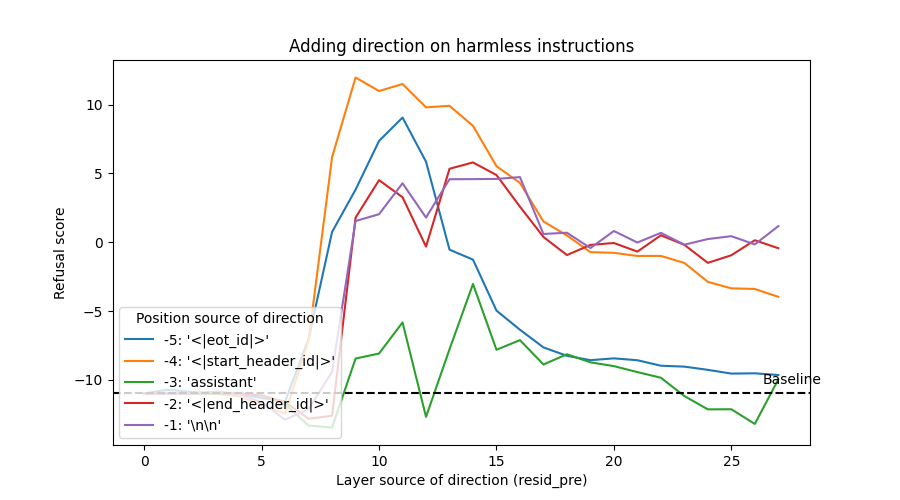 Adding direction on harmless instructions
Refusal score
10
5
0
−5
−10
Position source of direction
-5: '<|eot_id|>'
-4: '<|start_header_id|>'
-3: 'assistant'
-2: '<|end_header_id|>'
-1: '\n\n'
Baseline
0 5 10 15 20 25
Layer source of direction (resid_pre)